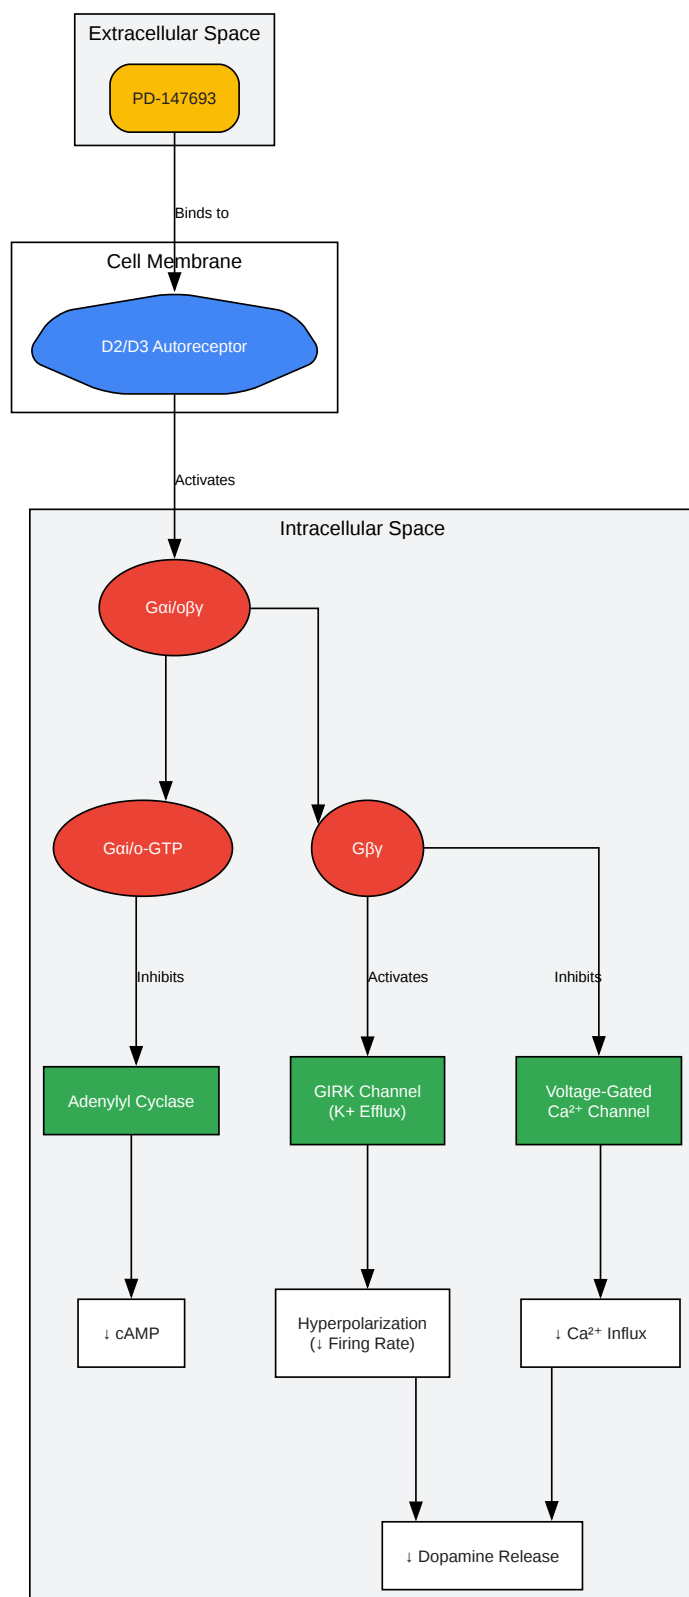 Extracellular Space
PD-147693
Binds to
Cell Membrane
D2/D3 Autoreceptor
Activates
Intracellular Space
Gαi/oβγ
Gαi/o-GTP
Gβγ
Inhibits
Activates
Inhibits
Adenylyl Cyclase
GIRK Channel
(K+ Efflux)
Voltage-Gated
Ca²⁺ Channel
↓ cAMP
Hyperpolarization
(↓ Firing Rate)
↓ Ca²⁺ Influx
↓ Dopamine Release